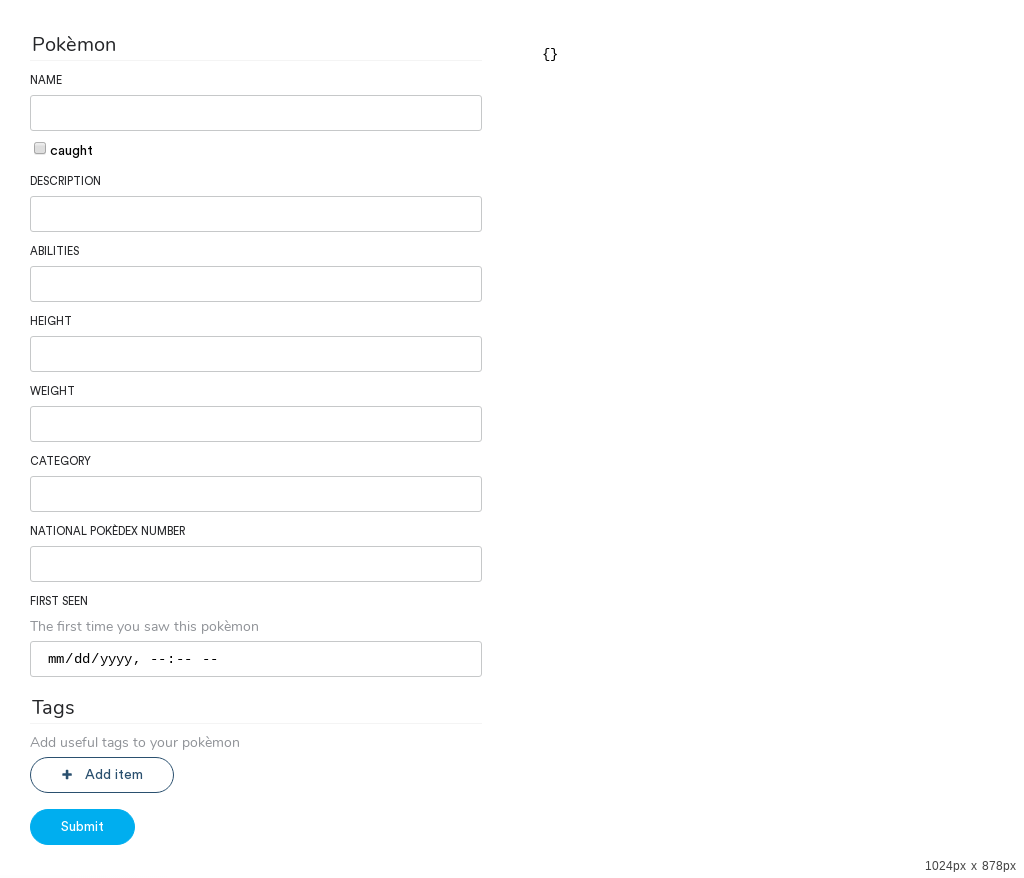 Pokèmon
{}
NAME
caught
DESCRIPTION
ABILITIES
HEIGHT
WEIGHT
CATEGORY
NATIONAL POKÈDEX NUMBER
FIRST SEEN
The first time you saw this pokèmon
mm/dd/yyyy, --:-- --
Tags
Add useful tags to your pokèmon
+ Add item
Submit
1024px x 878px